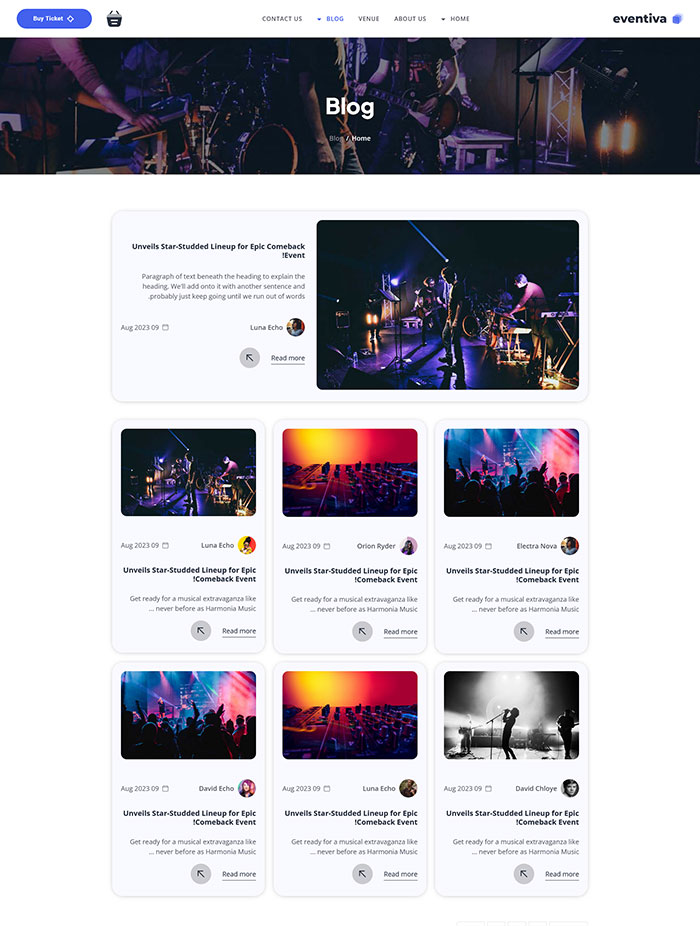 Buy Ticket
CONTACT US BLOG VENUE ABOUT US HOME
eventiva
Blog
Blog / Home
Unveils Star-Studded Lineup for Epic Comeback
!Event
Paragraph of text beneath the heading to explain the
heading. We'll add onto it with another sentence and
.probably just keep going until we run out of words
Aug 2023 09
Luna Echo
Read more
Aug 2023 09
Luna Echo
Unveils Star-Studded Lineup for Epic
!Comeback Event
Get ready for a musical extravaganza like
... never before as Harmonia Music
Read more
Aug 2023 09
Orion Ryder
Unveils Star-Studded Lineup for Epic
!Comeback Event
Get ready for a musical extravaganza like
... never before as Harmonia Music
Read more
Aug 2023 09
Electra Nova
Unveils Star-Studded Lineup for Epic
!Comeback Event
Get ready for a musical extravaganza like
... never before as Harmonia Music
Read more
Aug 2023 09
David Echo
Unveils Star-Studded Lineup for Epic
!Comeback Event
Get ready for a musical extravaganza like
... never before as Harmonia Music
Read more
Aug 2023 09
Luna Echo
Unveils Star-Studded Lineup for Epic
!Comeback Event
Get ready for a musical extravaganza like
... never before as Harmonia Music
Read more
Aug 2023 09
David Chloye
Unveils Star-Studded Lineup for Epic
!Comeback Event
Get ready for a musical extravaganza like
... never before as Harmonia Music
Read more